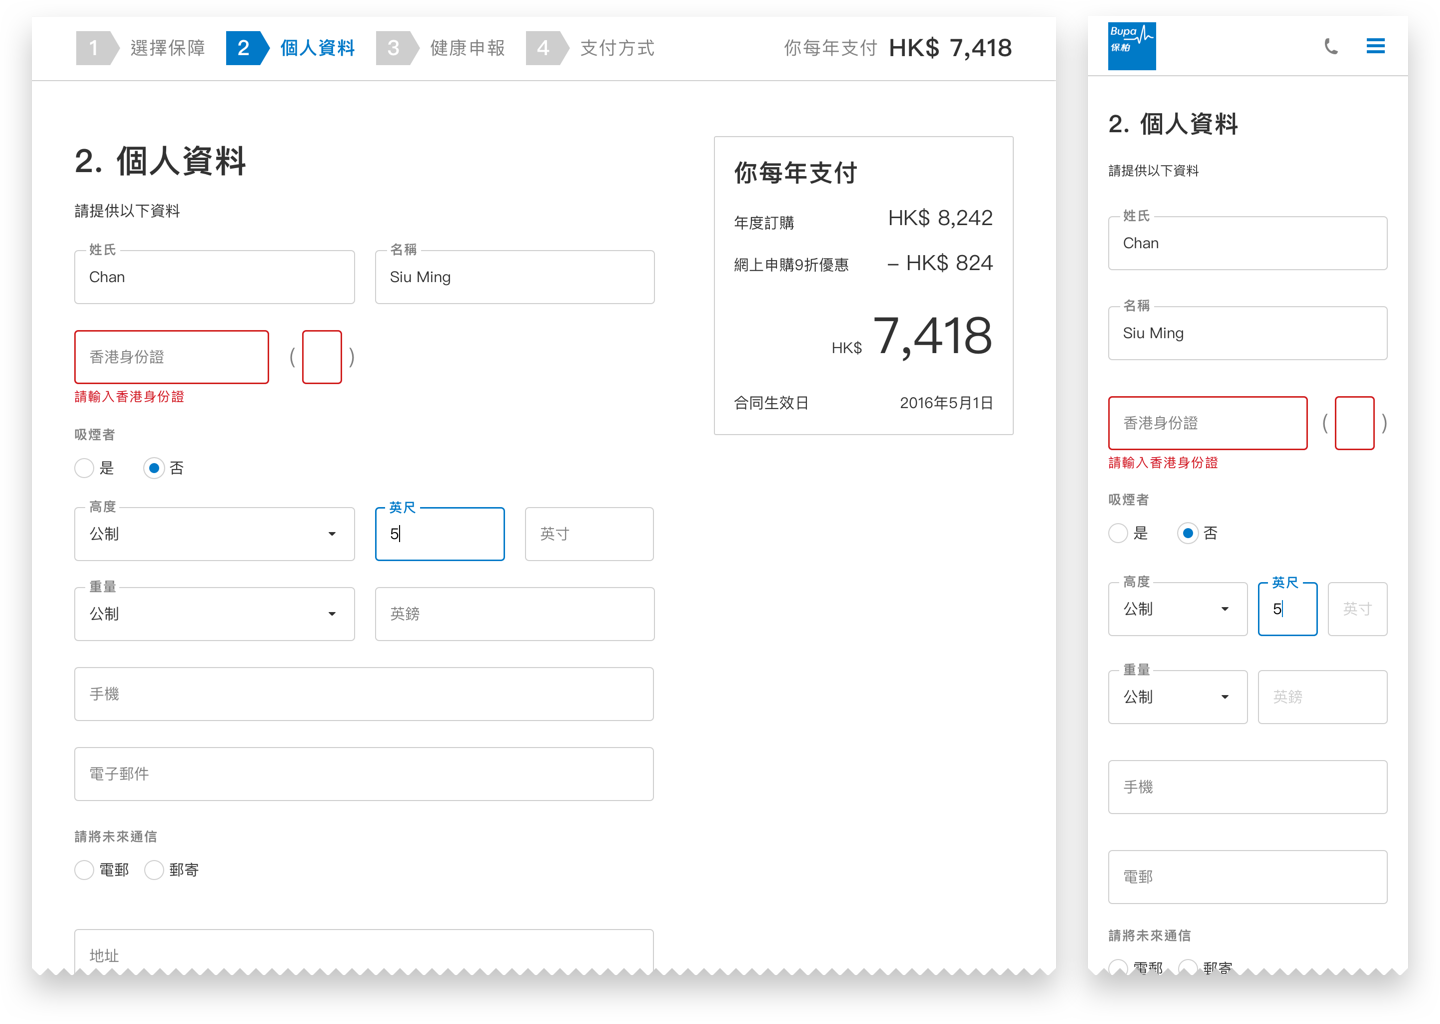 1 選擇保障 2 個人資料 3 健康申報 4 支付方式 你每年支付 HK$ 7,418
2. 個人資料
請提供以下資料
姓氏 名稱
Chan Siu Ming
香港身份證 ( )
請輸入香港身份證
吸煙者
是 否
高度 英尺
公制 5 英寸
重量
公制 英鎊
手機
電子郵件
請將未來通信
電郵 郵寄
地址
你每年支付
年度訂購 HK$ 8,242
網上申購9折優惠 – HK$ 824
HK$ 7,418
合同生效日 2016年5月1日
Bupa
保柏
2. 個人資料
請提供以下資料
姓氏
Chan
名稱
Siu Ming
香港身份證 ( )
請輸入香港身份證
吸煙者
是 否
高度 英尺
公制 5 英寸
重量
公制 英鎊
手機
電郵
請將未來通信
電郵 郵寄